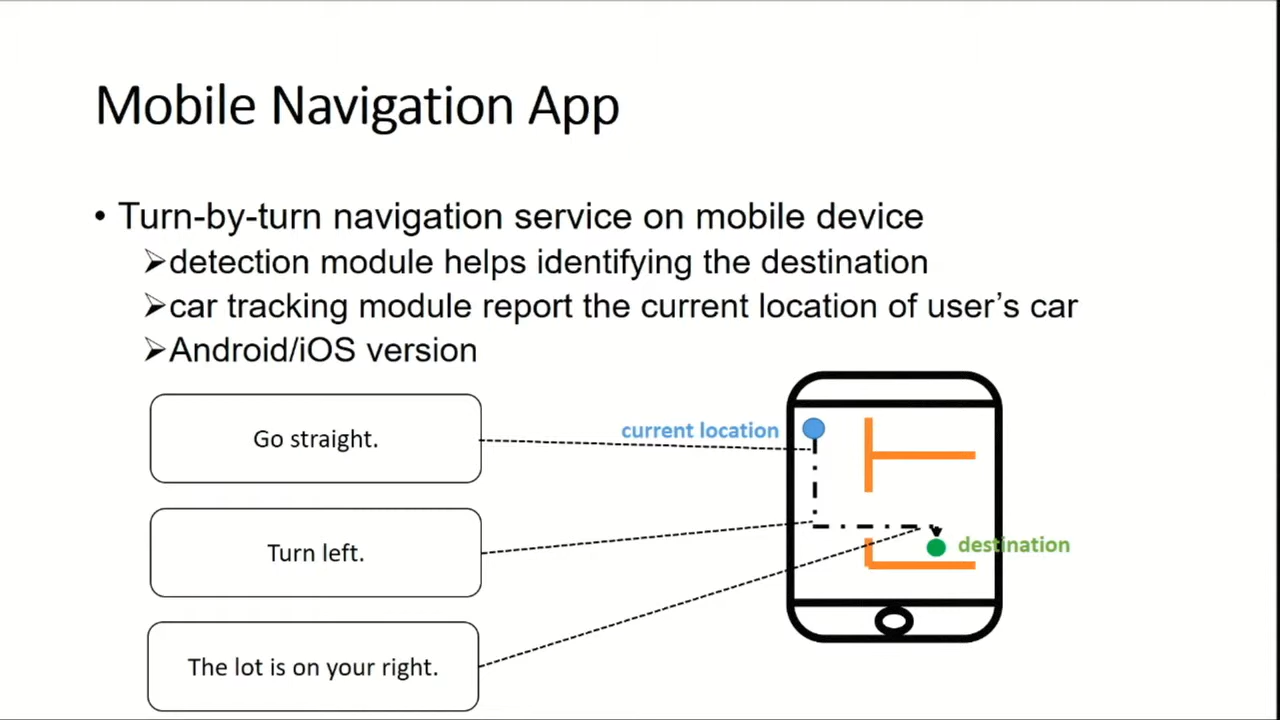 Mobile Navigation App
• Turn-by-turn navigation service on mobile device
➢detection module helps identifying the destination
➢car tracking module report the current location of user’s car
➢Android/iOS version
Go straight.
current location
Turn left.
destination
The lot is on your right.